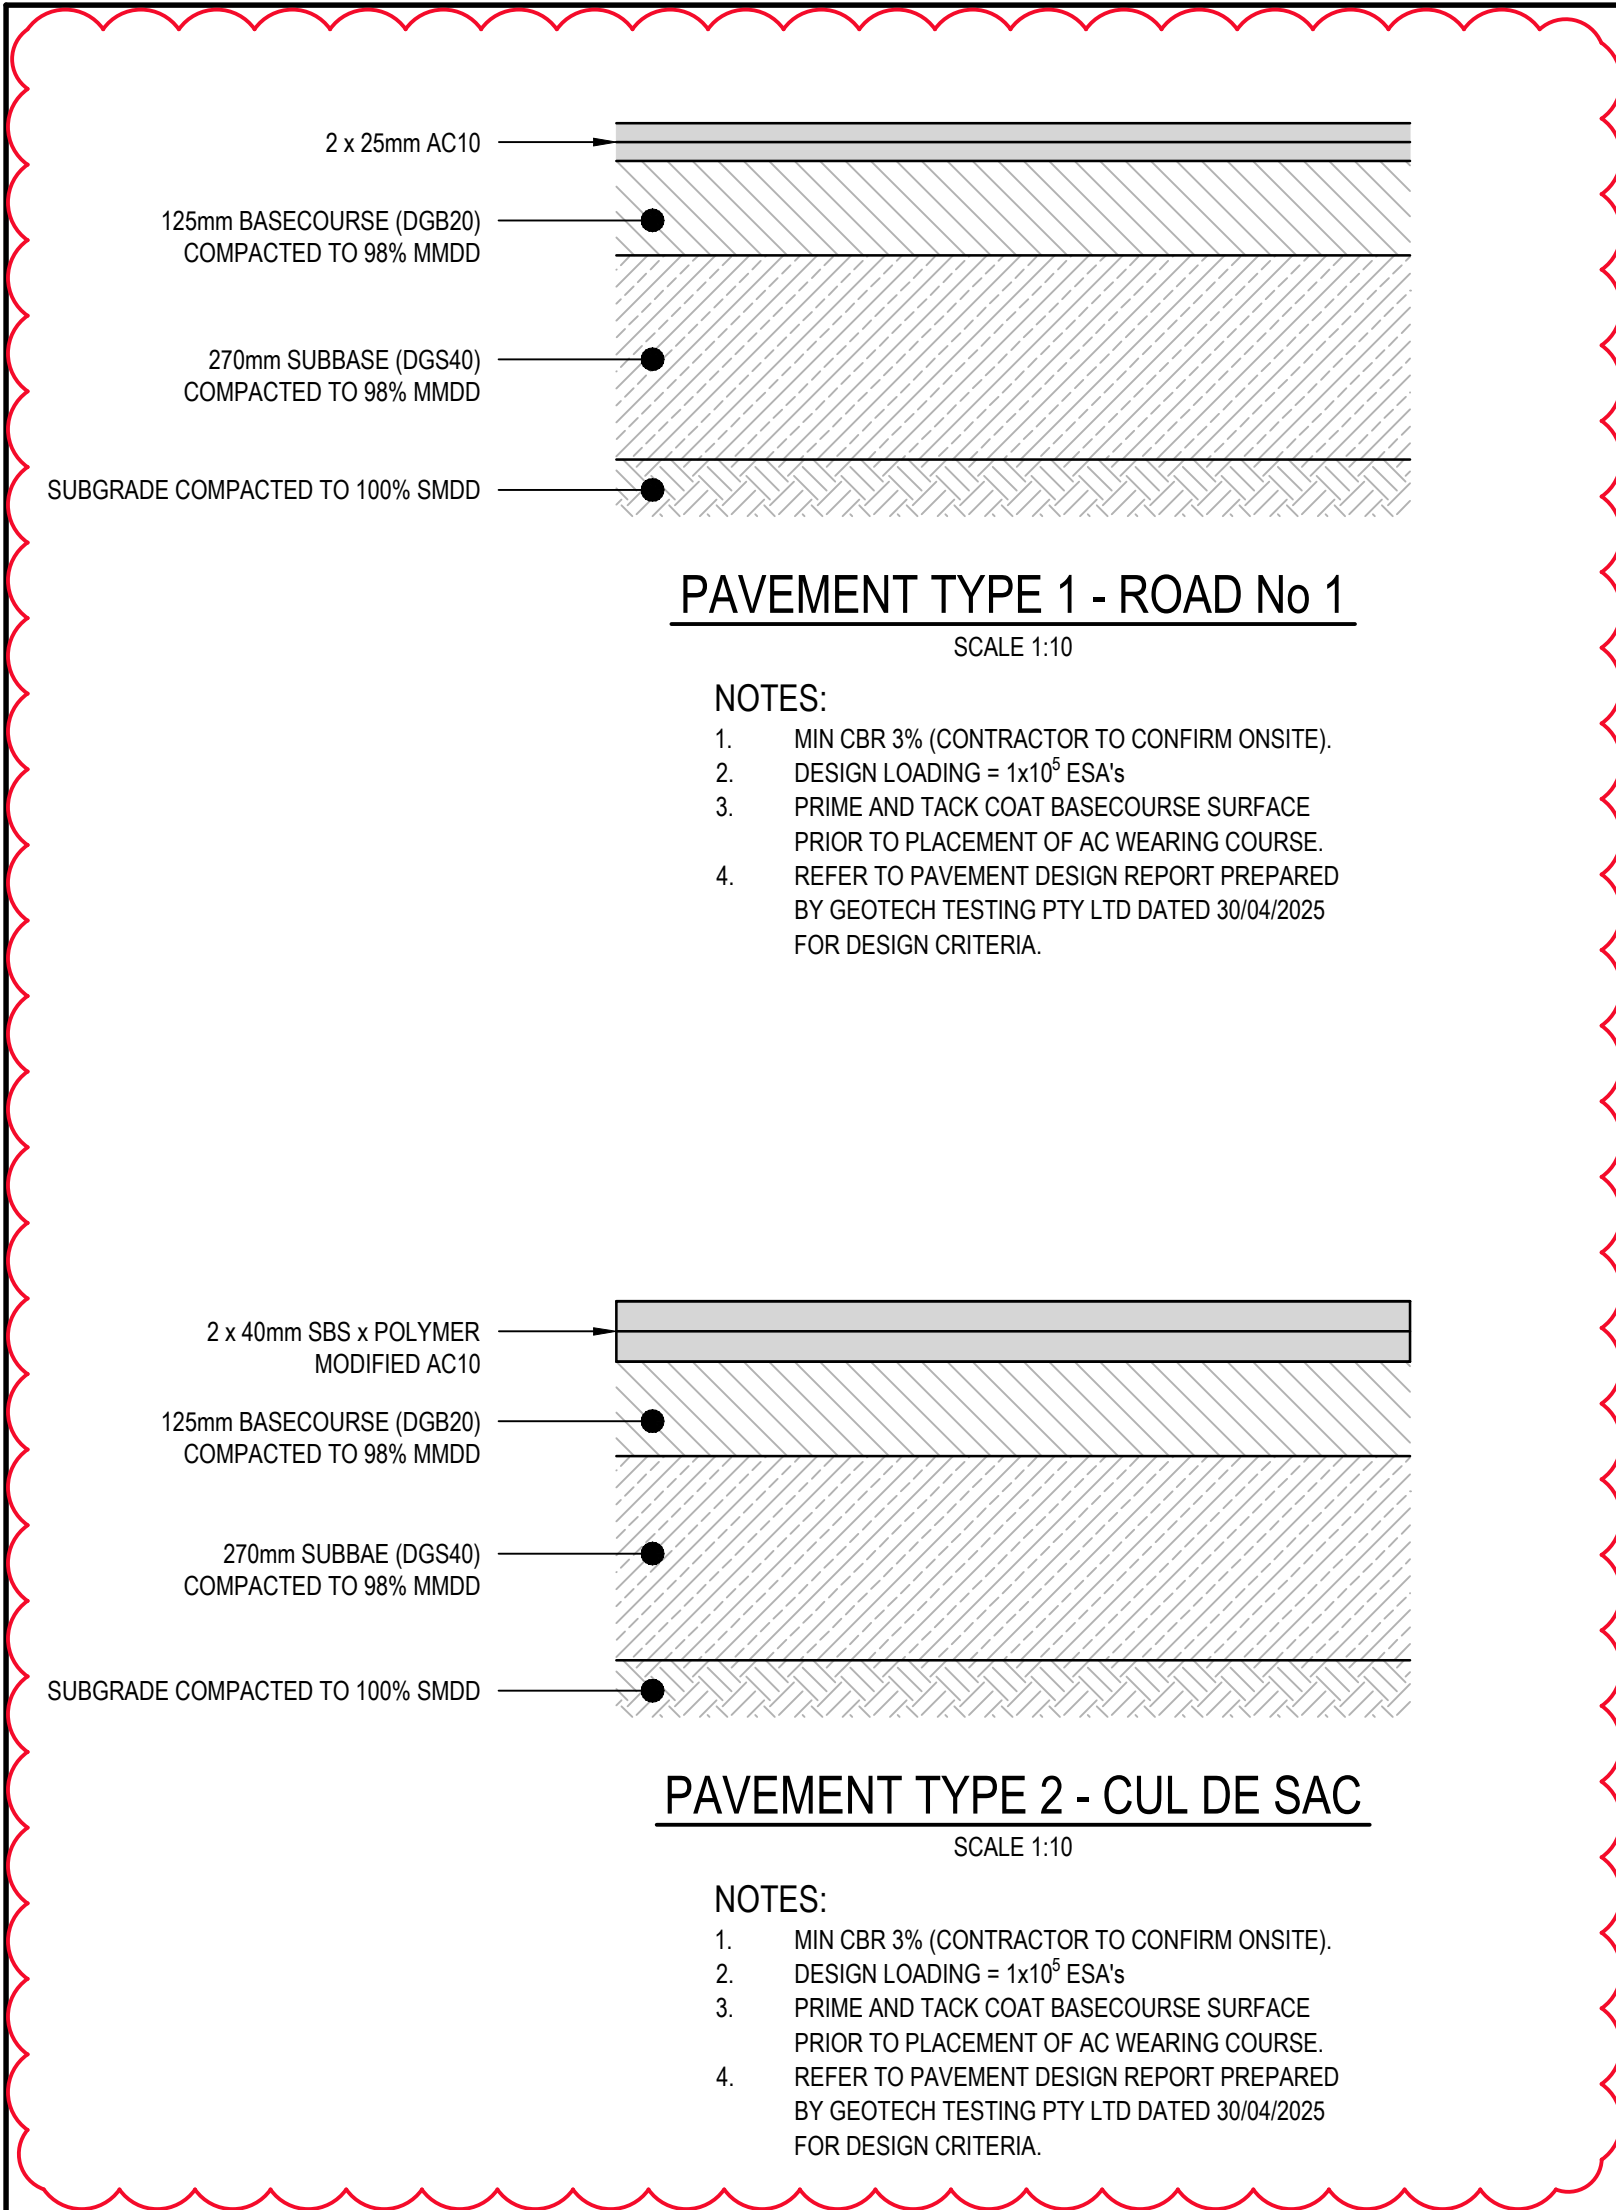 2 x 25mm AC10
125mm BASECOURSE (DGB20)
COMPACTED TO 98% MMDD
270mm SUBBASE (DGS40)
COMPACTED TO 98% MMDD
SUBGRADE COMPACTED TO 100% SMDD
PAVEMENT TYPE 1 - ROAD No 1
SCALE 1:10
NOTES:
1. MIN CBR 3% (CONTRACTOR TO CONFIRM ONSITE).
2. DESIGN LOADING = 1x10⁵ ESA's
3. PRIME AND TACK COAT BASECOURSE SURFACE
PRIOR TO PLACEMENT OF AC WEARING COURSE.
4. REFER TO PAVEMENT DESIGN REPORT PREPARED
BY GEOTECH TESTING PTY LTD DATED 30/04/2025
FOR DESIGN CRITERIA.
2 x 40mm SBS x POLYMER
MODIFIED AC10
125mm BASECOURSE (DGB20)
COMPACTED TO 98% MMDD
270mm SUBBAE (DGS40)
COMPACTED TO 98% MMDD
SUBGRADE COMPACTED TO 100% SMDD
PAVEMENT TYPE 2 - CUL DE SAC
SCALE 1:10
NOTES:
1. MIN CBR 3% (CONTRACTOR TO CONFIRM ONSITE).
2. DESIGN LOADING = 1x10⁵ ESA's
3. PRIME AND TACK COAT BASECOURSE SURFACE
PRIOR TO PLACEMENT OF AC WEARING COURSE.
4. REFER TO PAVEMENT DESIGN REPORT PREPARED
BY GEOTECH TESTING PTY LTD DATED 30/04/2025
FOR DESIGN CRITERIA.